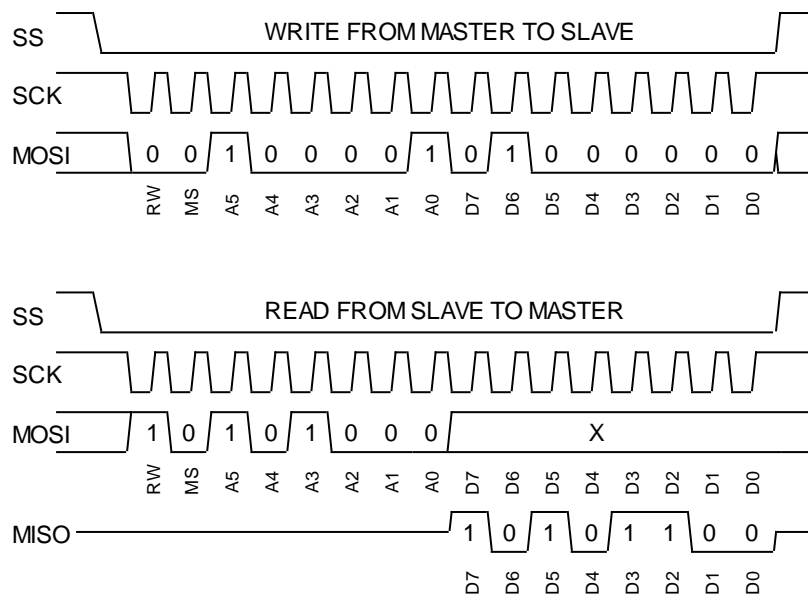 SS WRITE FROM MASTER TO SLAVE
SCK
MOSI 0 0 1 0 0 0 0 1 0 1 0 0 0 0 0 0
RW MS A5 A4 A3 A2 A1 A0 D7 D6 D5 D4 D3 D2 D1 D0
SS READ FROM SLAVE TO MASTER
SCK
MOSI 1 0 1 0 1 0 0 0 X
RW MS A5 A4 A3 A2 A1 A0 D7 D6 D5 D4 D3 D2 D1 D0
MISO 1 0 1 0 1 1 0 0
D7 D6 D5 D4 D3 D2 D1 D0